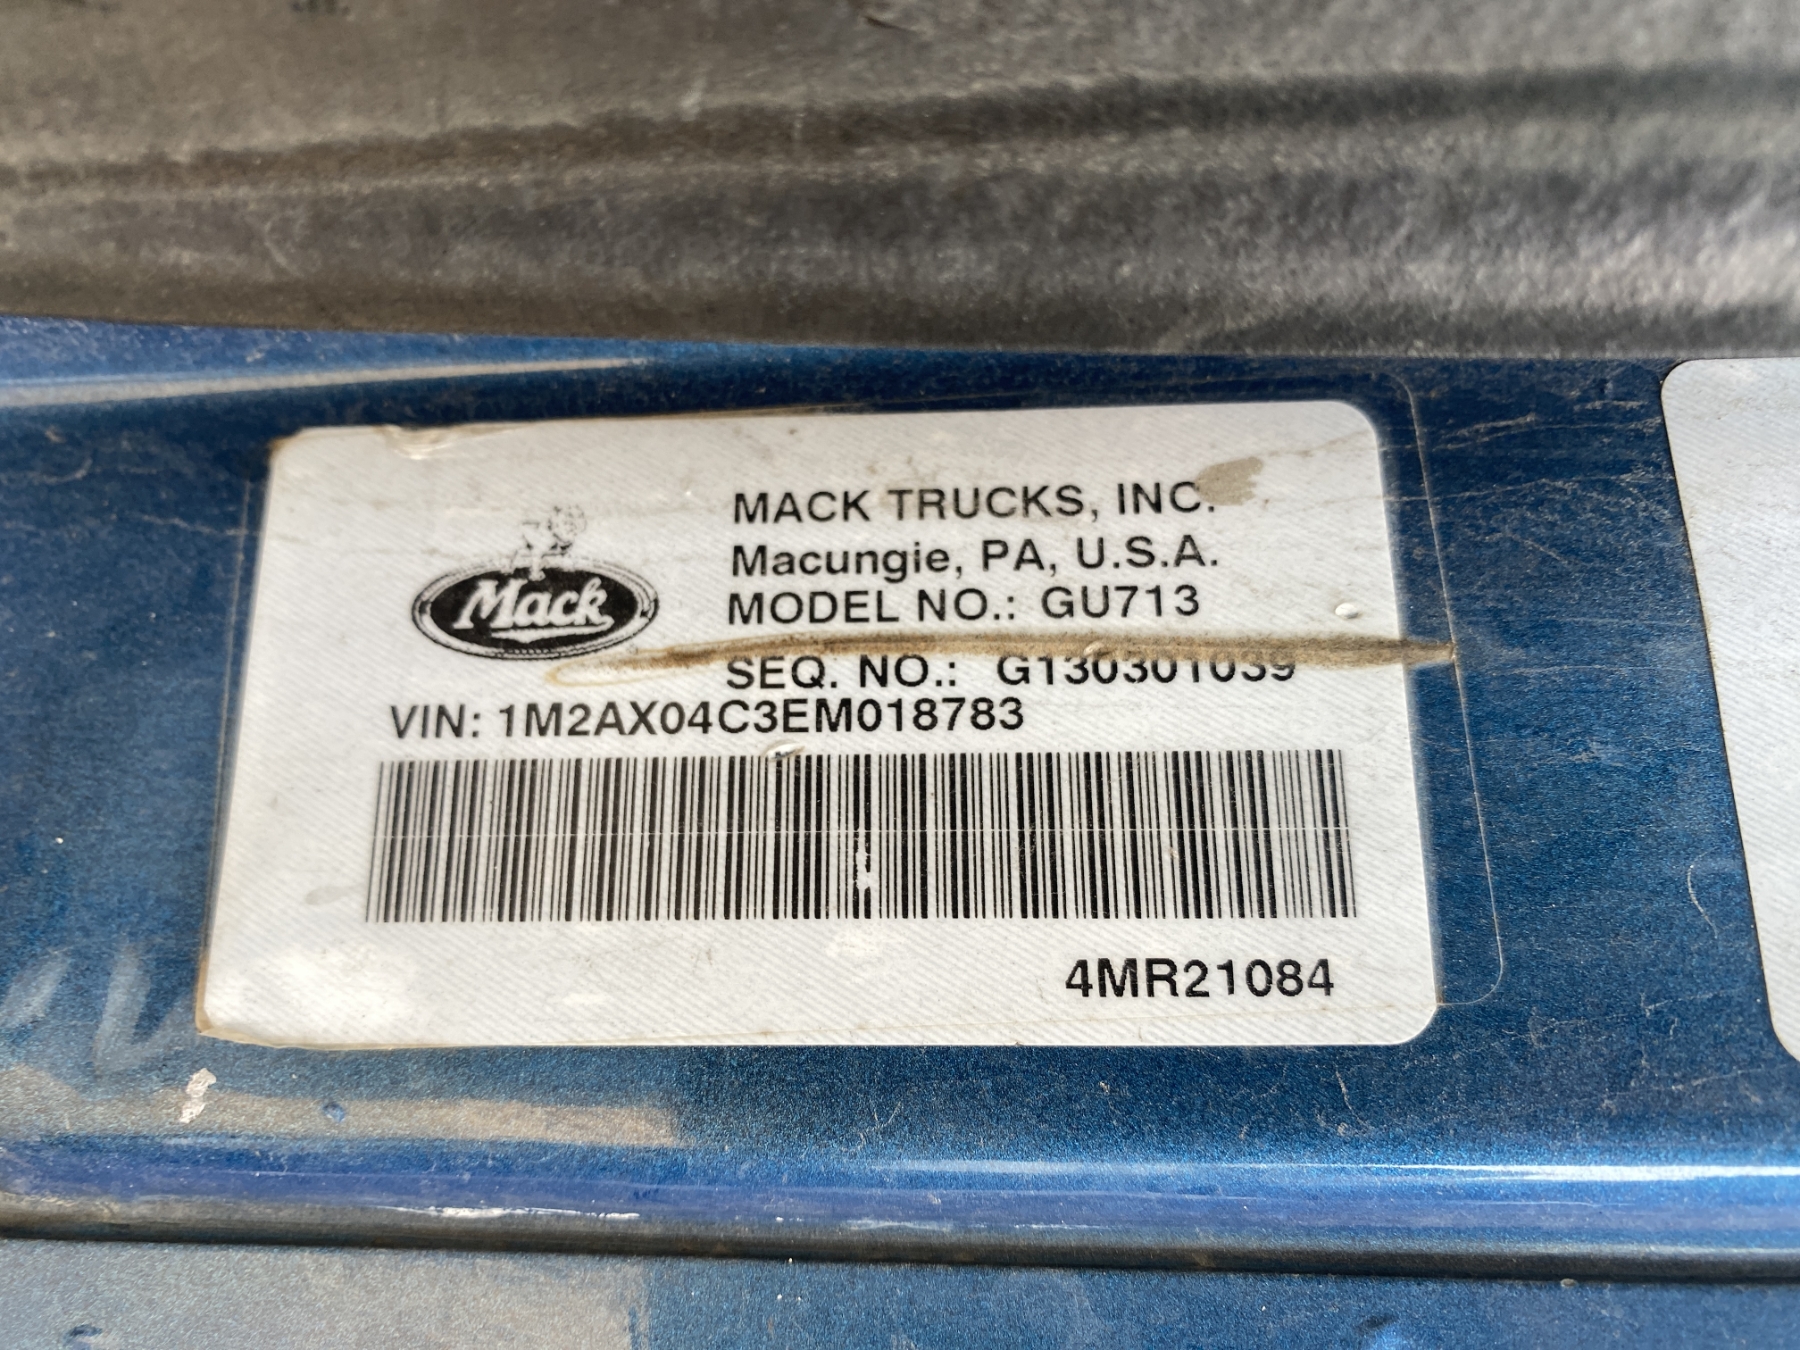 MACK TRUCKS, INC.
Macungie, PA, U.S.A.
MODEL NO.: GU713
Mack
SEQ. NO.: G130301039
VIN: 1M2AX04C3EM018783
4MR21084